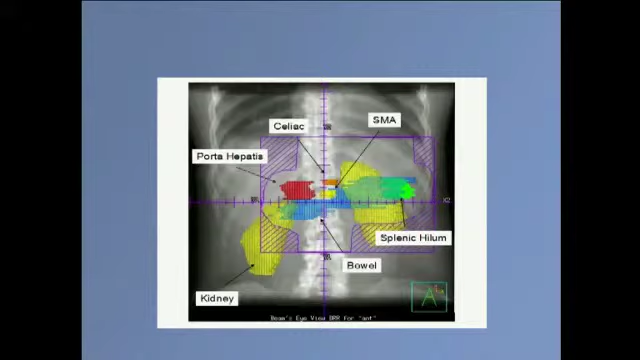 SMA
Celiac
Porta Hepatis
Splenic Hilum
Bowel
Kidney
A
Beam's Eye View DRR for "ant"